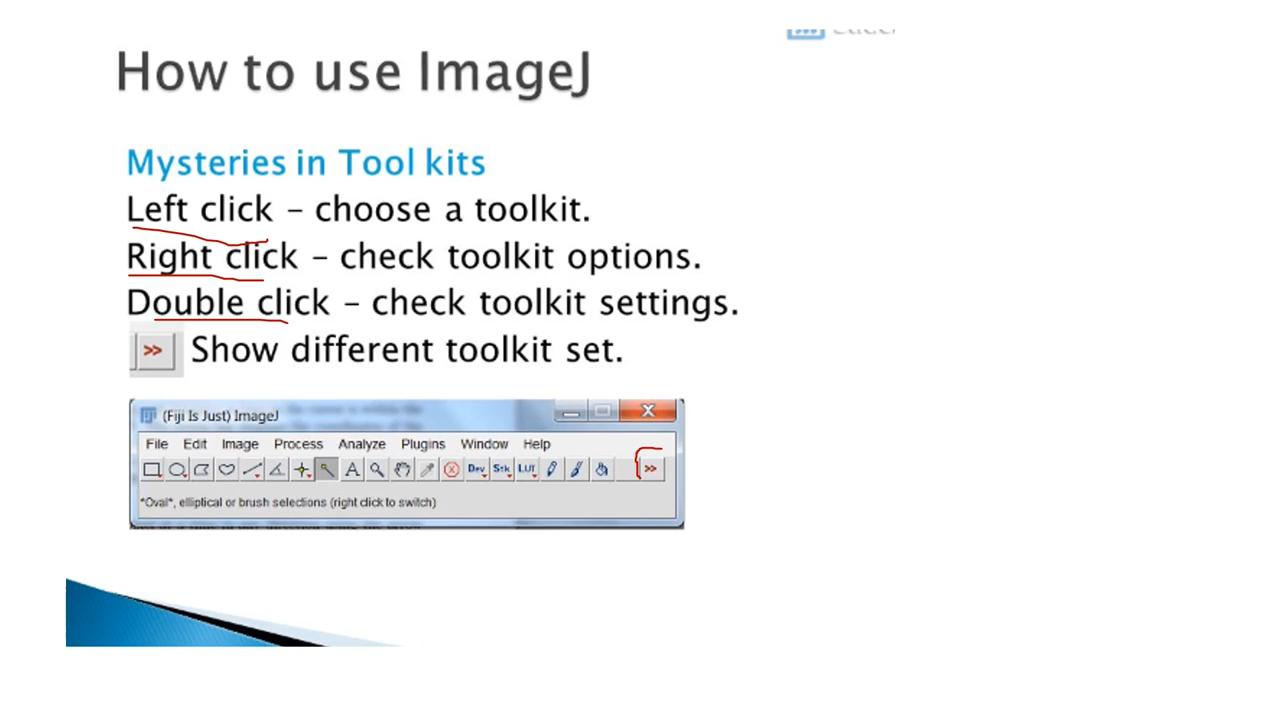 How to use ImageJ
Mysteries in Tool kits
Left click – choose a toolkit.
Right click – check toolkit options.
Double click – check toolkit settings.
>> Show different toolkit set.
(Fiji Is Just) ImageJ
File Edit Image Process Analyze Plugins Window Help
A Dev Stk LUT >>
*Oval*, elliptical or brush selections (right click to switch)